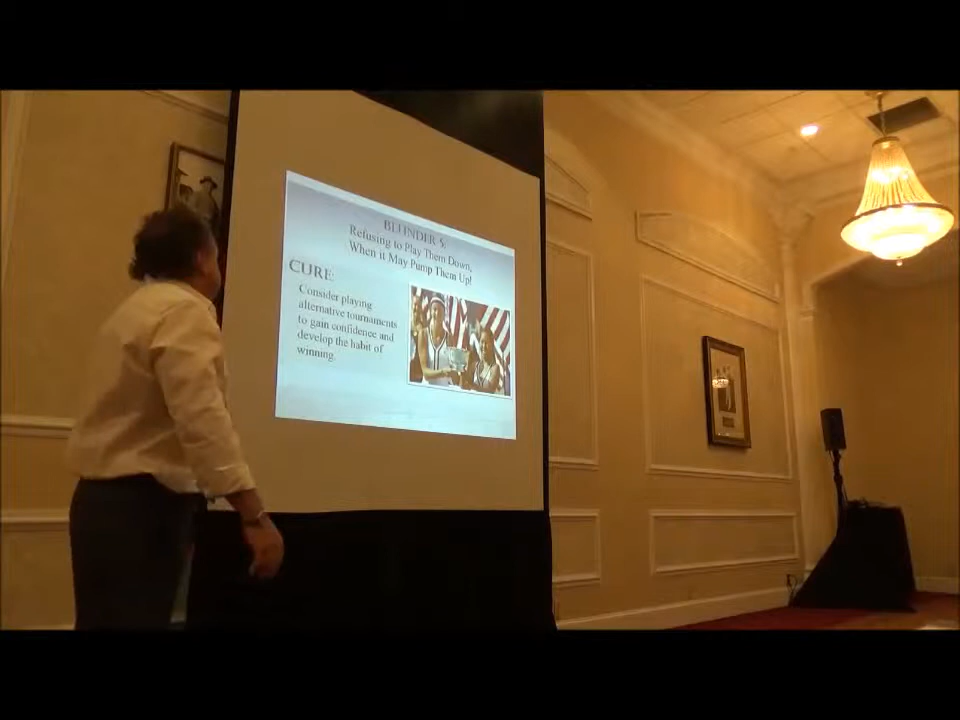 BLUNDER 5:
Refusing to Play Them Down,
When it May Pump Them Up!
CURE:
Consider playing
alternative tournaments
to gain confidence and
develop the habit of
winning.